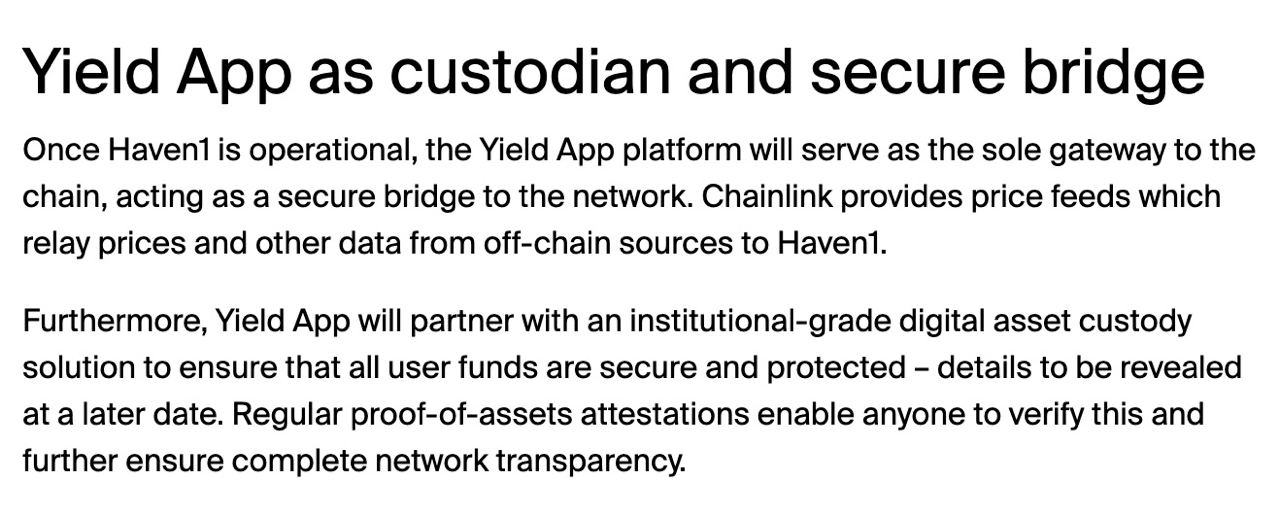 Yield App as custodian and secure bridge
Once Haven1 is operational, the Yield App platform will serve as the sole gateway to the
chain, acting as a secure bridge to the network. Chainlink provides price feeds which
relay prices and other data from off-chain sources to Haven1.
Furthermore, Yield App will partner with an institutional-grade digital asset custody
solution to ensure that all user funds are secure and protected – details to be revealed
at a later date. Regular proof-of-assets attestations enable anyone to verify this and
further ensure complete network transparency.